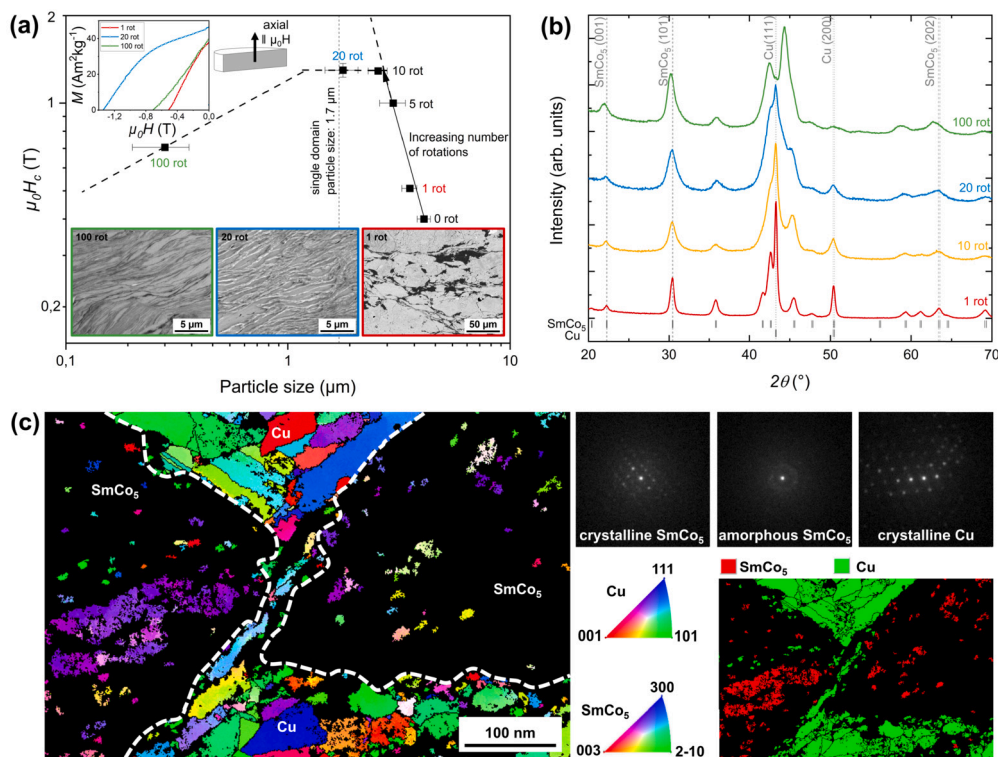 (a)
2
1
0,2
0,1
1
10
µ₀H꜀ (T)
Particle size (µm)
1 rot
20 rot
100 rot
M (Am²kg⁻¹)
40
0
-1.2
-0.6
0.0
µ₀H (T)
axial
|| µ₀H
20 rot
10 rot
5 rot
Increasing number
of rotations
1 rot
0 rot
100 rot
single domain
particle size: 1.7 µm
100 rot
5 µm
20 rot
5 µm
1 rot
50 µm
(b)
Intensity (arb. units)
SmCo₅ (001)
SmCo₅ (101)
Cu(111)
Cu (200)
SmCo₅ (202)
100 rot
20 rot
10 rot
1 rot
SmCo₅
Cu
20 30 40 50 60 70
2θ (°)
(c)
Cu
SmCo₅
SmCo₅
Cu
100 nm
crystalline SmCo₅
amorphous SmCo₅
crystalline Cu
111
Cu
001
101
300
SmCo₅
003
2-10
SmCo₅
Cu